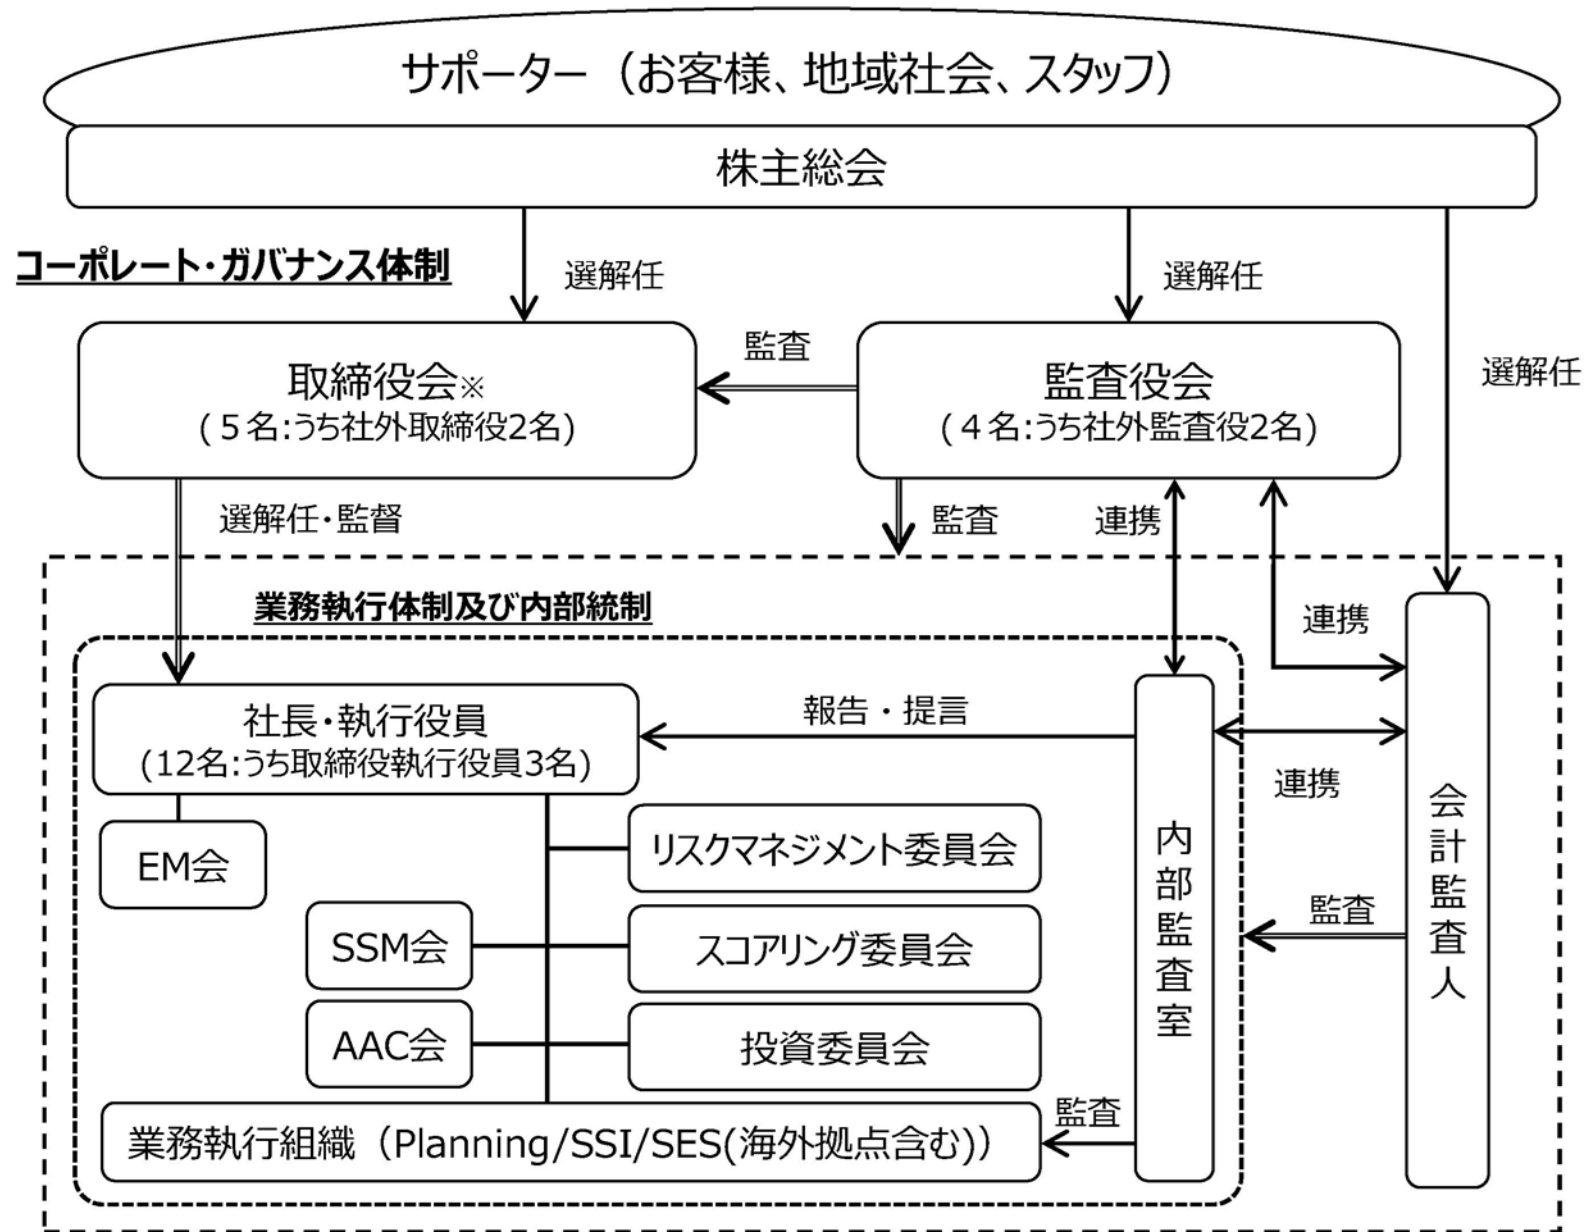 サポーター（お客様、地域社会、スタッフ）
株主総会
コーポレート・ガバナンス体制
選解任
選解任
選解任
取締役会※
(５名:うち社外取締役2名)
監査
監査役会
(４名:うち社外監査役2名)
選解任・監督
監査
連携
連携
業務執行体制及び内部統制
社長・執行役員
(12名:うち取締役執行役員3名)
報告・提言
連携
EM会
リスクマネジメント委員会
SSM会
スコアリング委員会
AAC会
投資委員会
内部監査室
監査
会計監査人
監査
業務執行組織（Planning/SSI/SES(海外拠点含む)）